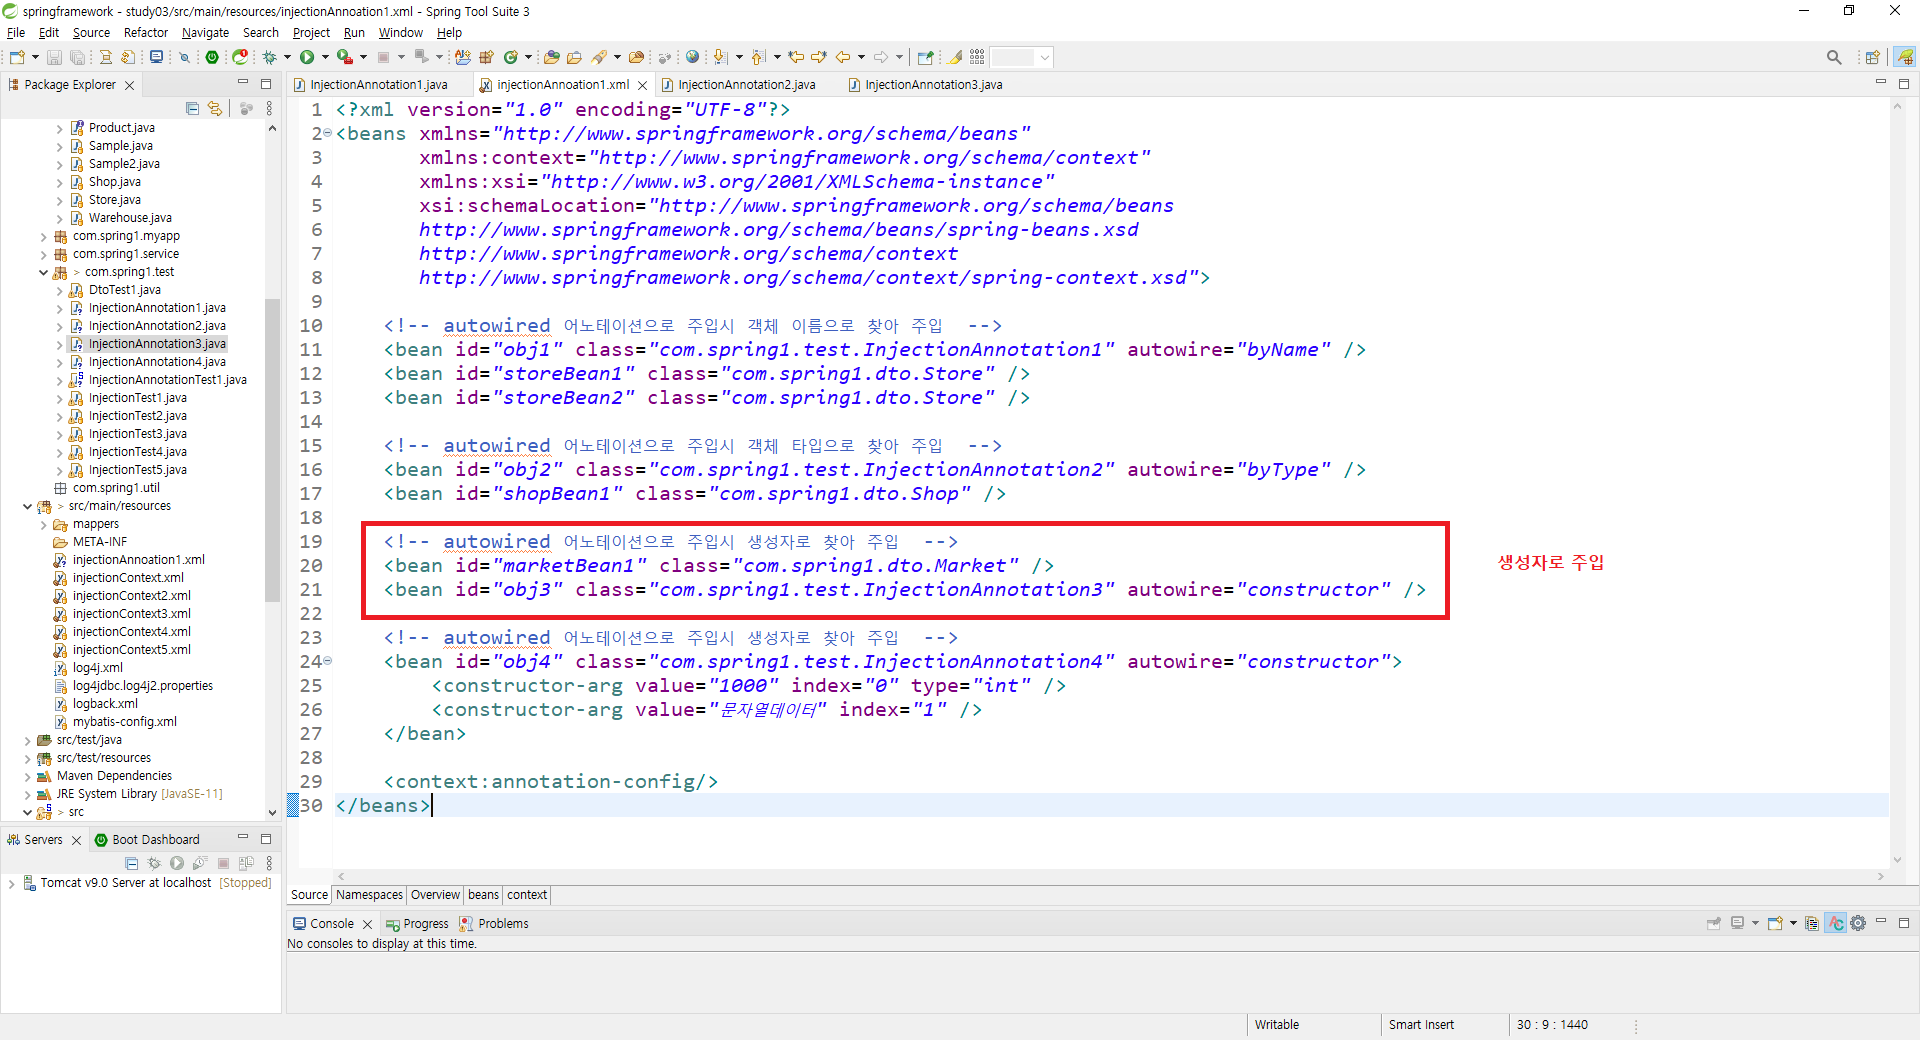 springframework - study03/src/main/resources/injectionAnnoation1.xml - Spring Tool Suite 3
File Edit Source Refactor Navigate Search Project Run Window Help
Package Explorer
Product.java
Sample.java
Sample2.java
Shop.java
Store.java
Warehouse.java
com.spring1.myapp
com.spring1.service
> com.spring1.test
DtoTest1.java
InjectionAnnotation1.java
InjectionAnnotation2.java
InjectionAnnotation3.java
InjectionAnnotation4.java
InjectionAnnotationTest1.java
InjectionTest1.java
InjectionTest2.java
InjectionTest3.java
InjectionTest4.java
InjectionTest5.java
com.spring1.util
> src/main/resources
mappers
META-INF
injectionAnnoation1.xml
injectionContext.xml
injectionContext2.xml
injectionContext3.xml
injectionContext4.xml
injectionContext5.xml
log4j.xml
log4jdbc.log4j2.properties
logback.xml
mybatis-config.xml
src/test/java
src/test/resources
Maven Dependencies
JRE System Library [JavaSE-11]
> src
Servers Boot Dashboard
Tomcat v9.0 Server at localhost [Stopped]
InjectionAnnotation1.java injectionAnnoation1.xml InjectionAnnotation2.java InjectionAnnotation3.java
1 <?xml version="1.0" encoding="UTF-8"?>
2 <beans xmlns="http://www.springframework.org/schema/beans"
3 xmlns:context="http://www.springframework.org/schema/context"
4 xmlns:xsi="http://www.w3.org/2001/XMLSchema-instance"
5 xsi:schemaLocation="http://www.springframework.org/schema/beans
6 http://www.springframework.org/schema/beans/spring-beans.xsd
7 http://www.springframework.org/schema/context
8 http://www.springframework.org/schema/context/spring-context.xsd">
9
10 <!-- autowired 어노테이션으로 주입시 객체 이름으로 찾아 주입 -->
11 <bean id="obj1" class="com.spring1.test.InjectionAnnotation1" autowire="byName" />
12 <bean id="storeBean1" class="com.spring1.dto.Store" />
13 <bean id="storeBean2" class="com.spring1.dto.Store" />
14
15 <!-- autowired 어노테이션으로 주입시 객체 타입으로 찾아 주입 -->
16 <bean id="obj2" class="com.spring1.test.InjectionAnnotation2" autowire="byType" />
17 <bean id="shopBean1" class="com.spring1.dto.Shop" />
18
19 <!-- autowired 어노테이션으로 주입시 생성자로 찾아 주입 -->
20 <bean id="marketBean1" class="com.spring1.dto.Market" />
21 <bean id="obj3" class="com.spring1.test.InjectionAnnotation3" autowire="constructor" />
22
생성자로 주입
23 <!-- autowired 어노테이션으로 주입시 생성자로 찾아 주입 -->
24 <bean id="obj4" class="com.spring1.test.InjectionAnnotation4" autowire="constructor">
25 <constructor-arg value="1000" index="0" type="int" />
26 <constructor-arg value="문자열데이터" index="1" />
27 </bean>
28
29 <context:annotation-config/>
30 </beans>
Source Namespaces Overview beans context
Console Progress Problems
No consoles to display at this time.
Writable Smart Insert 30 : 9 : 1440